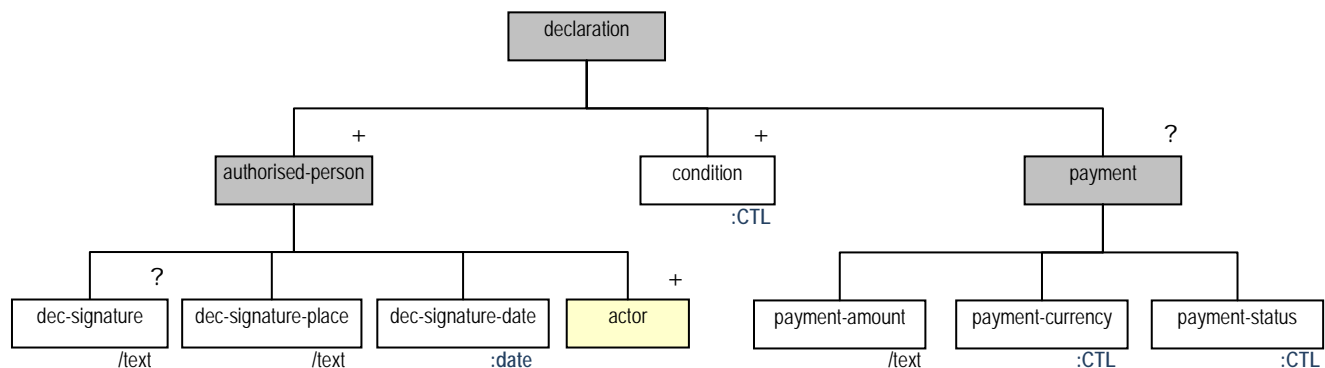 declaration
+
+
?
authorised-person
condition
payment
:CTL
?
+
dec-signature
dec-signature-place
dec-signature-date
actor
payment-amount
payment-currency
payment-status
/text
/text
:date
/text
:CTL
:CTL